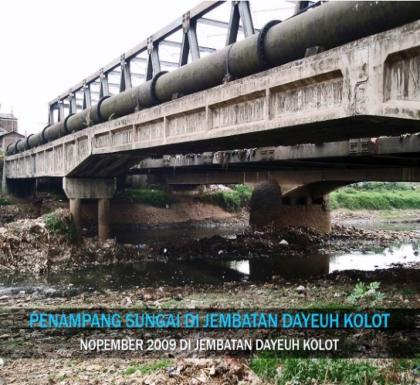 PENAMPANG SUNGAI DI JEMBATAN DAYEUH KOLOT
NOPEMBER 2009 DI JEMBATAN DAYEUH KOLOT